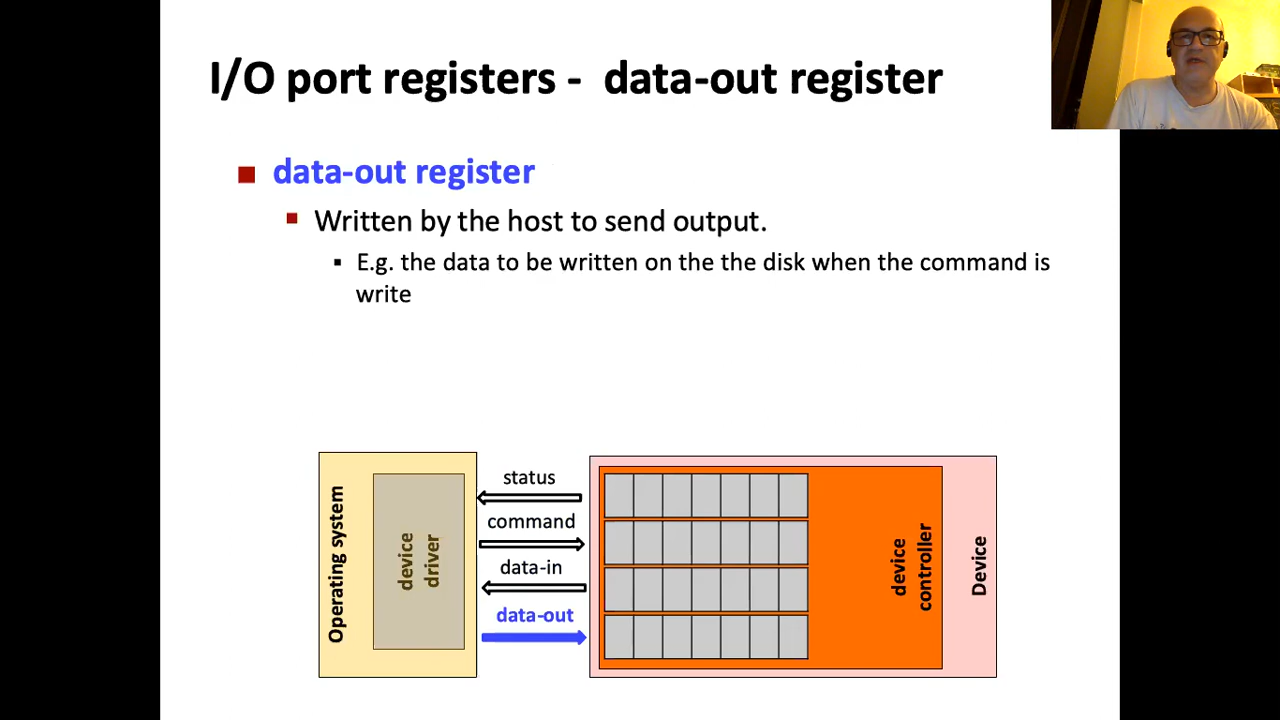 I/O port registers - data-out register
data-out register
Written by the host to send output.
E.g. the data to be written on the the disk when the command is
write
Operating system
device
driver
status
command
data-in
data-out
device
controller
Device